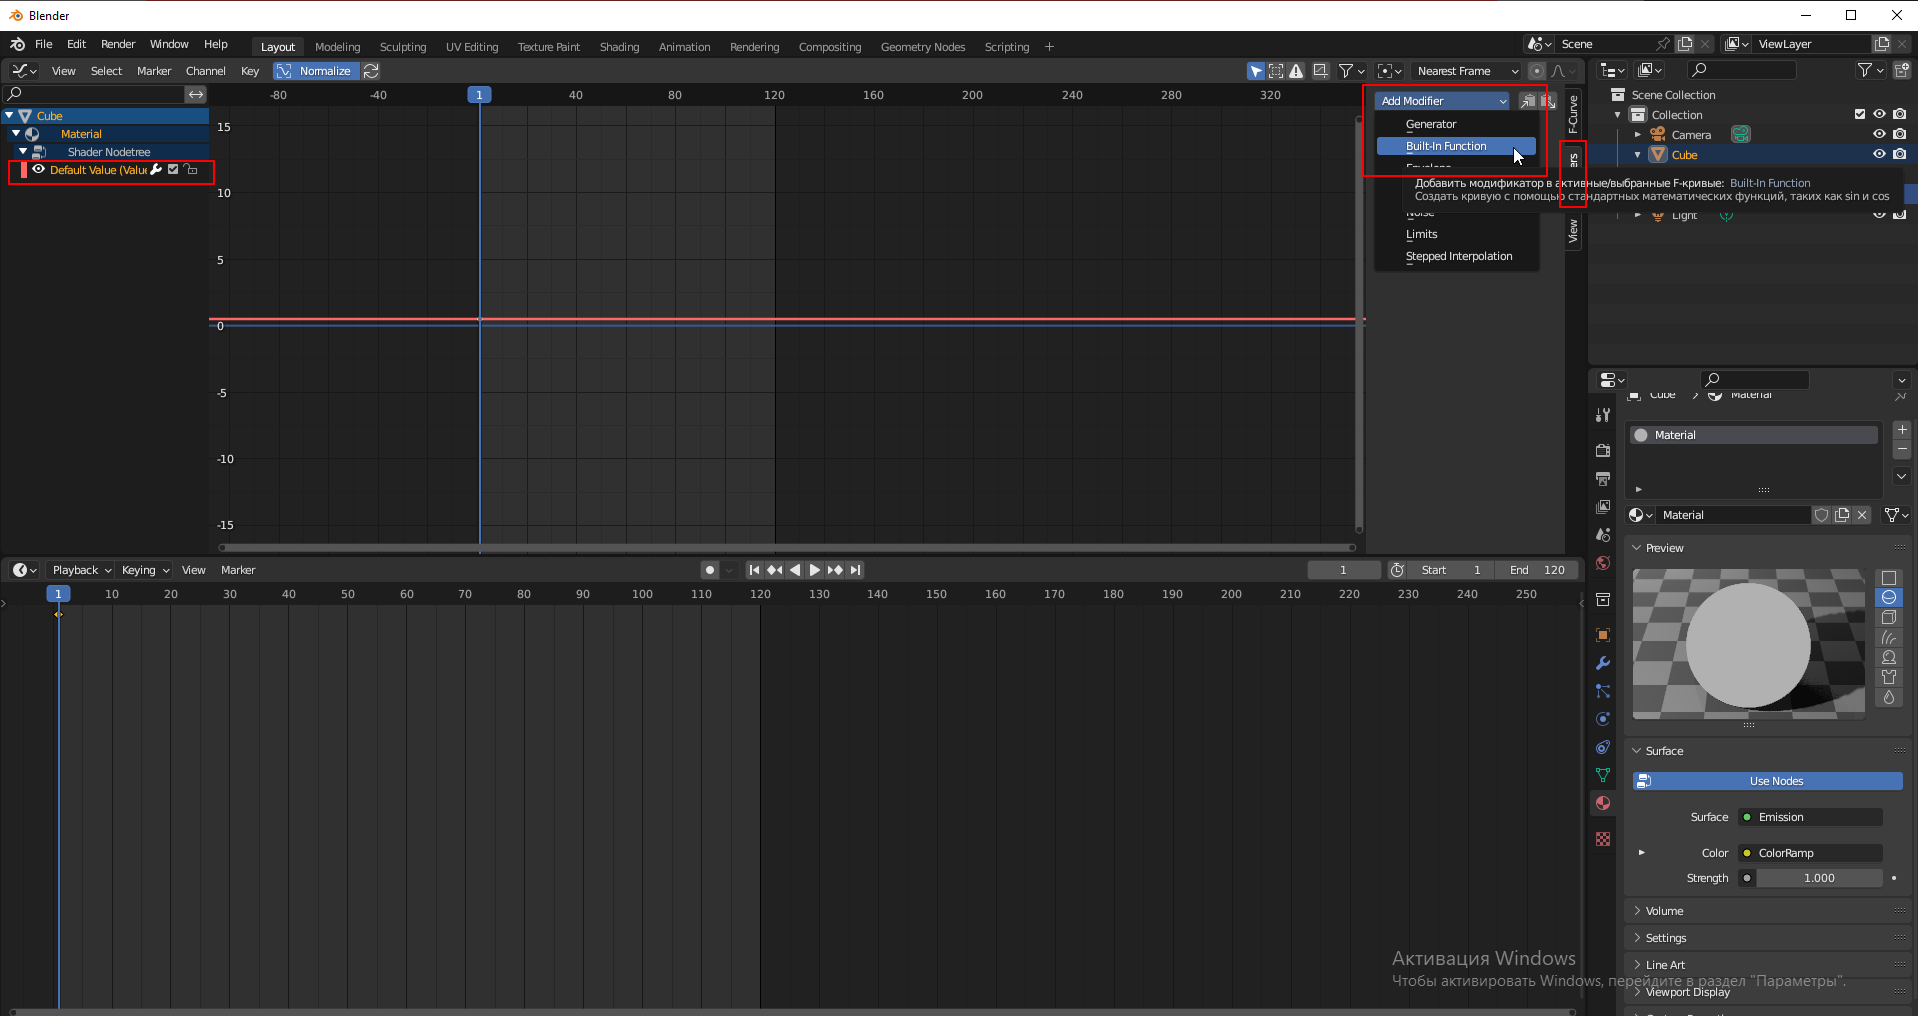 Blender
File Edit Render Window Help Layout Modeling Sculpting UV Editing Texture Paint Shading Animation Rendering Compositing Geometry Nodes Scripting + Scene ViewLayer
View Select Marker Channel Key Normalize Nearest Frame
-80 -40 1 40 80 120 160 200 240 280 320
Cube
Material
Shader Nodetree
Default Value (Value
15
10
5
0
-5
-10
-15
Add Modifier
Generator
Built-In Function
Добавить модификатор в активные/выбранные F-кривые: Built-In Function
Создать кривую с помощью стандартных математических функций, таких как sin и cos
Noise
Limits
Stepped Interpolation
F-Curve
ers
View
Scene Collection
Collection
Camera
Cube
Light
Cube Material
Material
Material
Preview
Surface
Use Nodes
Surface Emission
Color ColorRamp
Strength 1.000
Volume
Settings
Line Art
Viewport Display
Playback Keying View Marker 1 Start 1 End 120
1 10 20 30 40 50 60 70 80 90 100 110 120 130 140 150 160 170 180 190 200 210 220 230 240 250
Активация Windows
Чтобы активировать Windows, перейдите в раздел "Параметры".